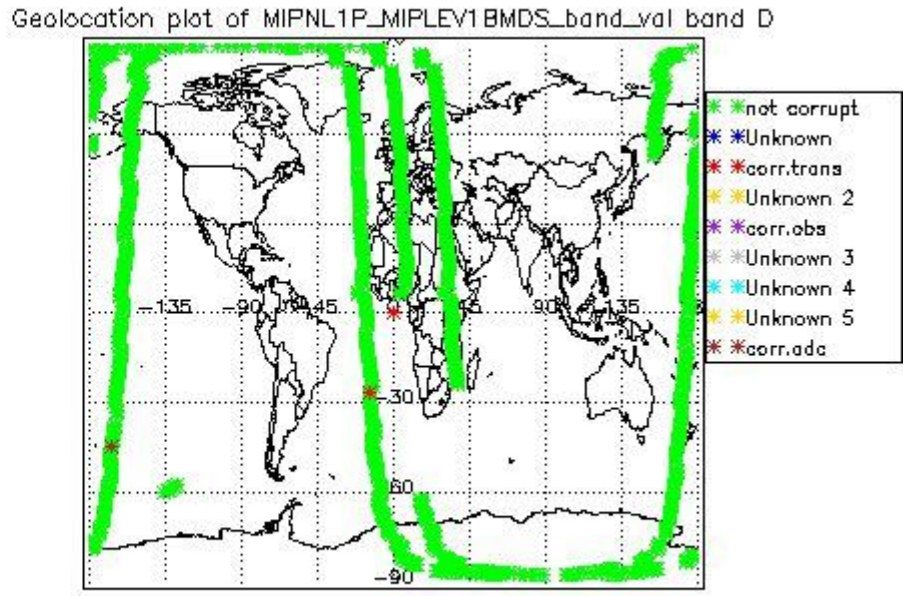 Geolocation plot of MIPNL1P_MIPLEV1BMDS_band_val band D
not corrupt
Unknown
corr.trans
Unknown 2
corr.obs
Unknown 3
Unknown 4
Unknown 5
corr.adc
-135 -90 -45 45 90 135
-30
-60
-90